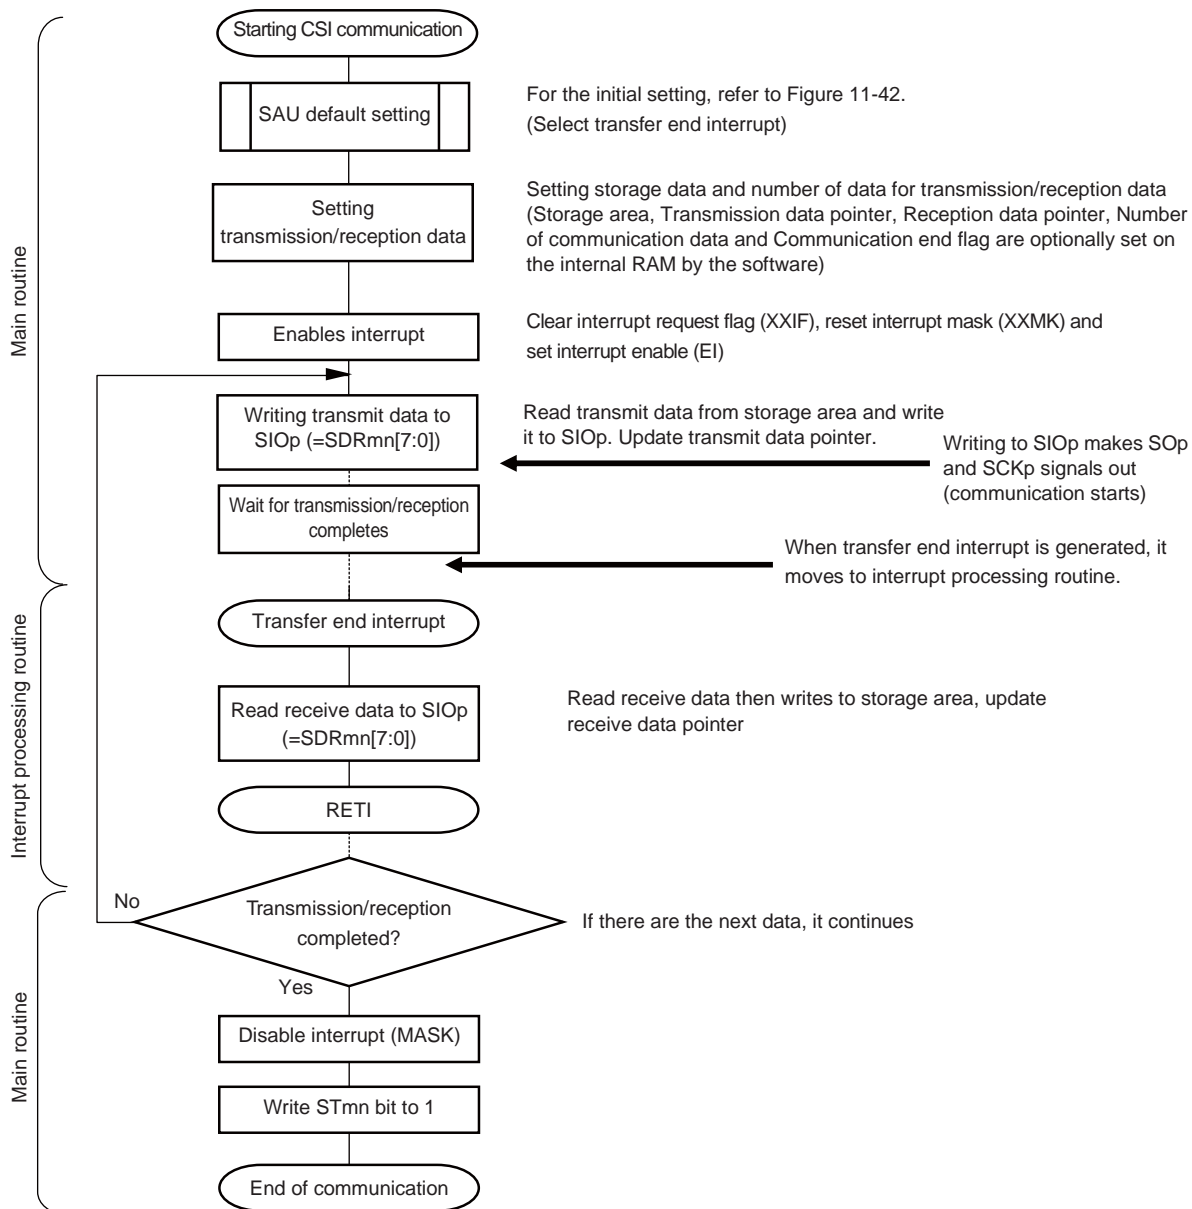 Starting CSI communication
SAU default setting
For the initial setting, refer to Figure 11-42.
(Select transfer end interrupt)
Setting
transmission/reception data
Setting storage data and number of data for transmission/reception data
(Storage area, Transmission data pointer, Reception data pointer, Number
of communication data and Communication end flag are optionally set on
the internal RAM by the software)
Main routine
Enables interrupt
Clear interrupt request flag (XXIF), reset interrupt mask (XXMK) and
set interrupt enable (EI)
Writing transmit data to
SIOp (=SDRmn[7:0])
Read transmit data from storage area and write
it to SIOp. Update transmit data pointer.
Writing to SIOp makes SOp
and SCKp signals out
(communication starts)
Wait for transmission/reception
completes
When transfer end interrupt is generated, it
moves to interrupt processing routine.
Transfer end interrupt
Interrupt processing routine
Read receive data to SIOp
(=SDRmn[7:0])
Read receive data then writes to storage area, update
receive data pointer
RETI
No
Transmission/reception
completed?
If there are the next data, it continues
Yes
Main routine
Disable interrupt (MASK)
Write STmn bit to 1
End of communication